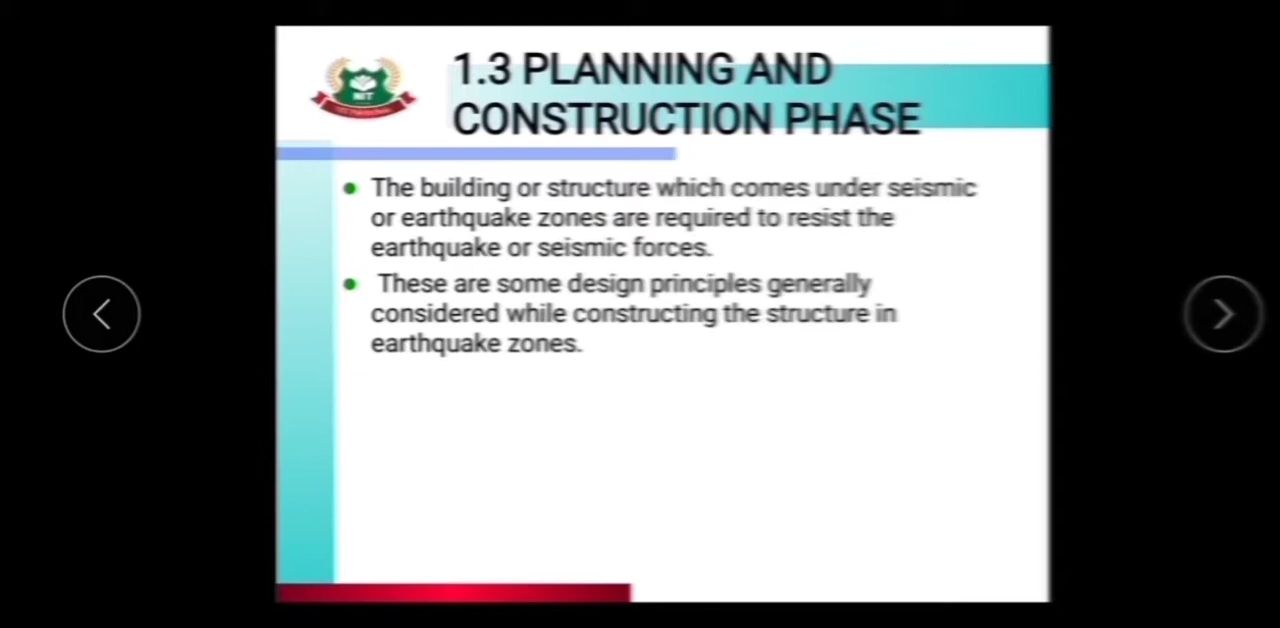 NIT
1.3 PLANNING AND
CONSTRUCTION PHASE
The building or structure which comes under seismic
or earthquake zones are required to resist the
earthquake or seismic forces.
These are some design principles generally
considered while constructing the structure in
earthquake zones.